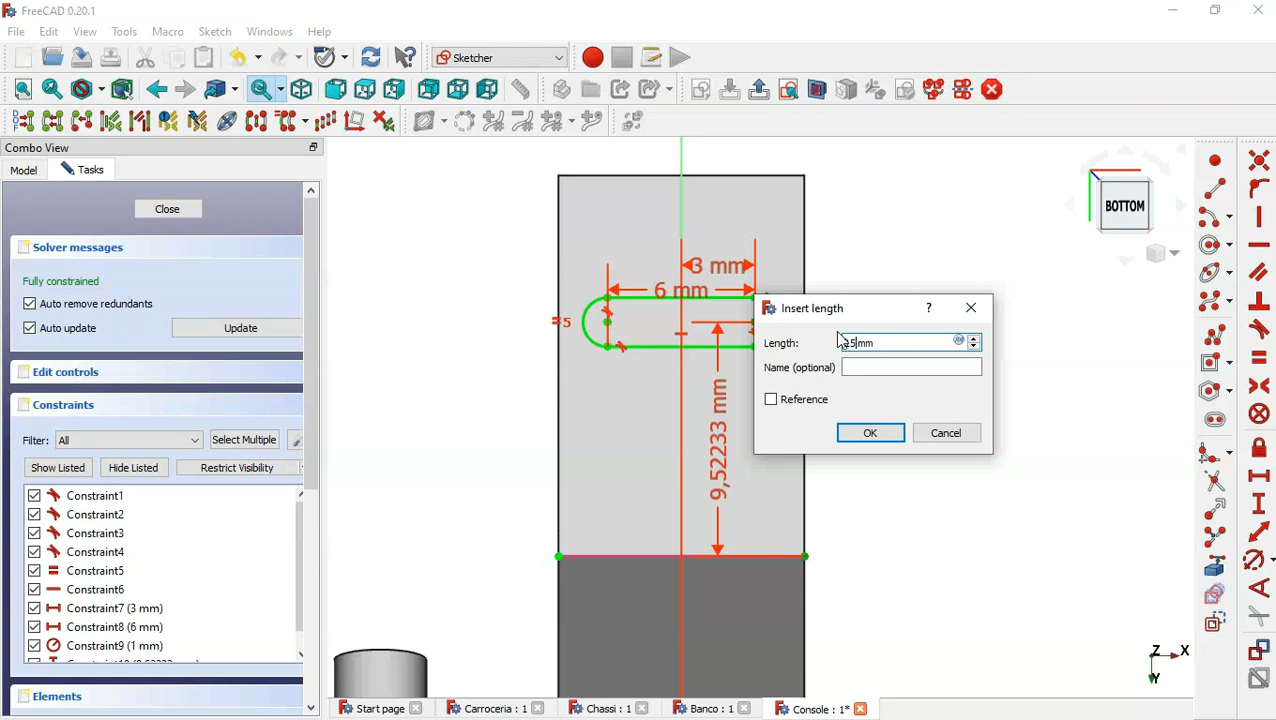 FreeCAD 0.20.1
File Edit View Tools Macro Sketch Windows Help
Sketcher
Combo View
Model Tasks
Close
Solver messages
Fully constrained
Auto remove redundants
Auto update Update
Edit controls
Constraints
Filter: All Select Multiple
Show Listed Hide Listed Restrict Visibility
Constraint1
Constraint2
Constraint3
Constraint4
Constraint5
Constraint6
Constraint7 (3 mm)
Constraint8 (6 mm)
Constraint9 (1 mm)
Elements
3 mm
6 mm
5
9,52233 mm
BOTTOM
Insert length ?
Length: mm
Name (optional)
Reference
OK Cancel
Z X
Y
Start page Carroceria : 1 Chassi : 1 Banco : 1 Console : 1*